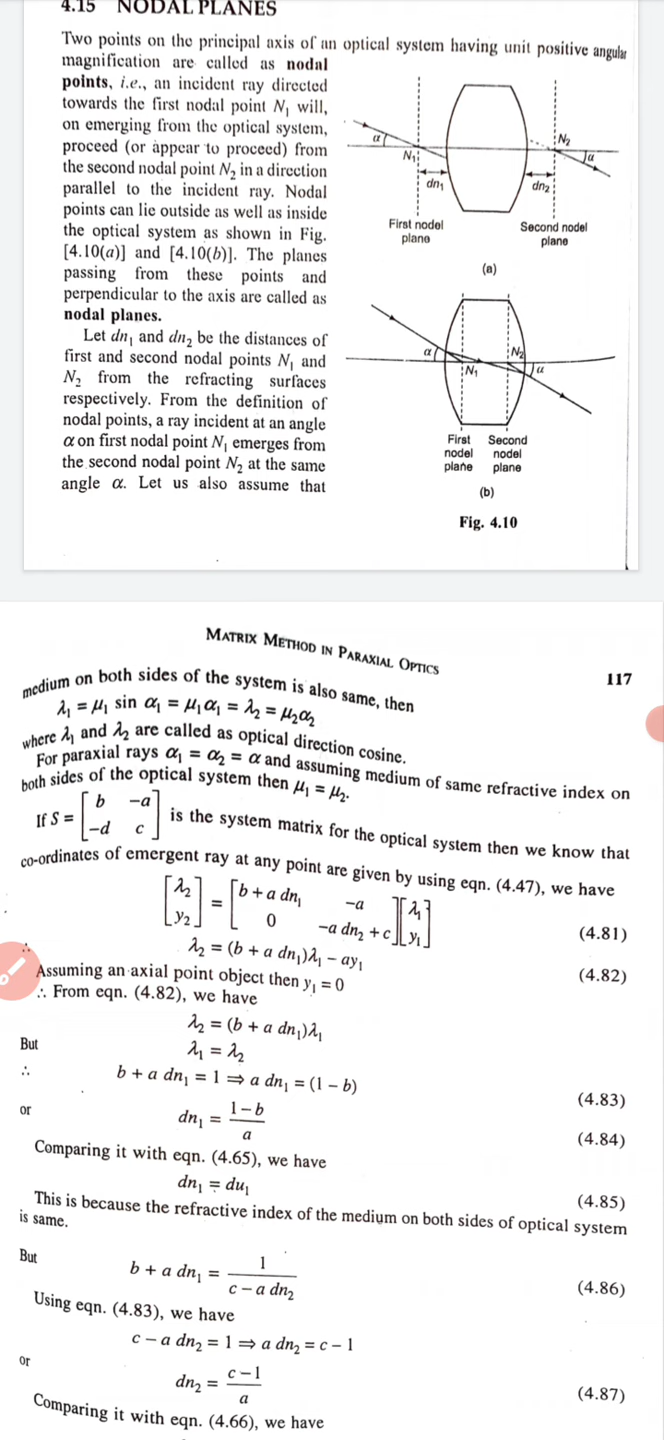 4.15 NODAL PLANES
Two points on the principal axis of an optical system having unit positive angular
magnification are called as nodal
points, i.e., an incident ray directed
towards the first nodal point N₁ will,
on emerging from the optical system,
proceed (or appear to proceed) from
the second nodal point N₂ in a direction
parallel to the incident ray. Nodal
points can lie outside as well as inside
the optical system as shown in Fig.
[4.10(a)] and [4.10(b)]. The planes
passing from these points and
perpendicular to the axis are called as
nodal planes.
Let dn₁ and dn₂ be the distances of
first and second nodal points N₁ and
N₂ from the refracting surfaces
respectively. From the definition of
nodal points, a ray incident at an angle
α on first nodal point N₁ emerges from
the second nodal point N₂ at the same
angle α. Let us also assume that
α N₁ dn₁ dn₂ N₂ α
First nodel plane
Second nodel plane
(a)
α N₁ N₂ α
First nodel plane
Second nodel plane
(b)
Fig. 4.10
MATRIX METHOD IN PARAXIAL OPTICS 117
medium on both sides of the system is also same, then
λ₁ = μ₁ sin α₁ = μ₁α₁ = λ₂ = μ₂α₂
where λ₁ and λ₂ are called as optical direction cosine.
For paraxial rays α₁ = α₂ = α and assuming medium of same refractive index on
both sides of the optical system then μ₁ = μ₂.
If S = [b -a; -d c] is the system matrix for the optical system then we know that
co-ordinates of emergent ray at any point are given by using eqn. (4.47), we have
[λ₂; y₂] = [b + a dn₁ -a; 0 -a dn₂ + c][λ₁; y₁] (4.81)
∴ λ₂ = (b + a dn₁)λ₁ - ay₁ (4.82)
Assuming an axial point object then y₁ = 0
∴ From eqn. (4.82), we have
λ₂ = (b + a dn₁)λ₁
But λ₁ = λ₂
∴ b + a dn₁ = 1 ⇒ a dn₁ = (1 - b) (4.83)
or dn₁ = (1-b)/a (4.84)
Comparing it with eqn. (4.65), we have
dn₁ = du₁ (4.85)
This is because the refractive index of the medium on both sides of optical system
is same.
But b + a dn₁ = 1/(c - a dn₂) (4.86)
Using eqn. (4.83), we have
c - a dn₂ = 1 ⇒ a dn₂ = c - 1
or dn₂ = (c-1)/a (4.87)
Comparing it with eqn. (4.66), we have